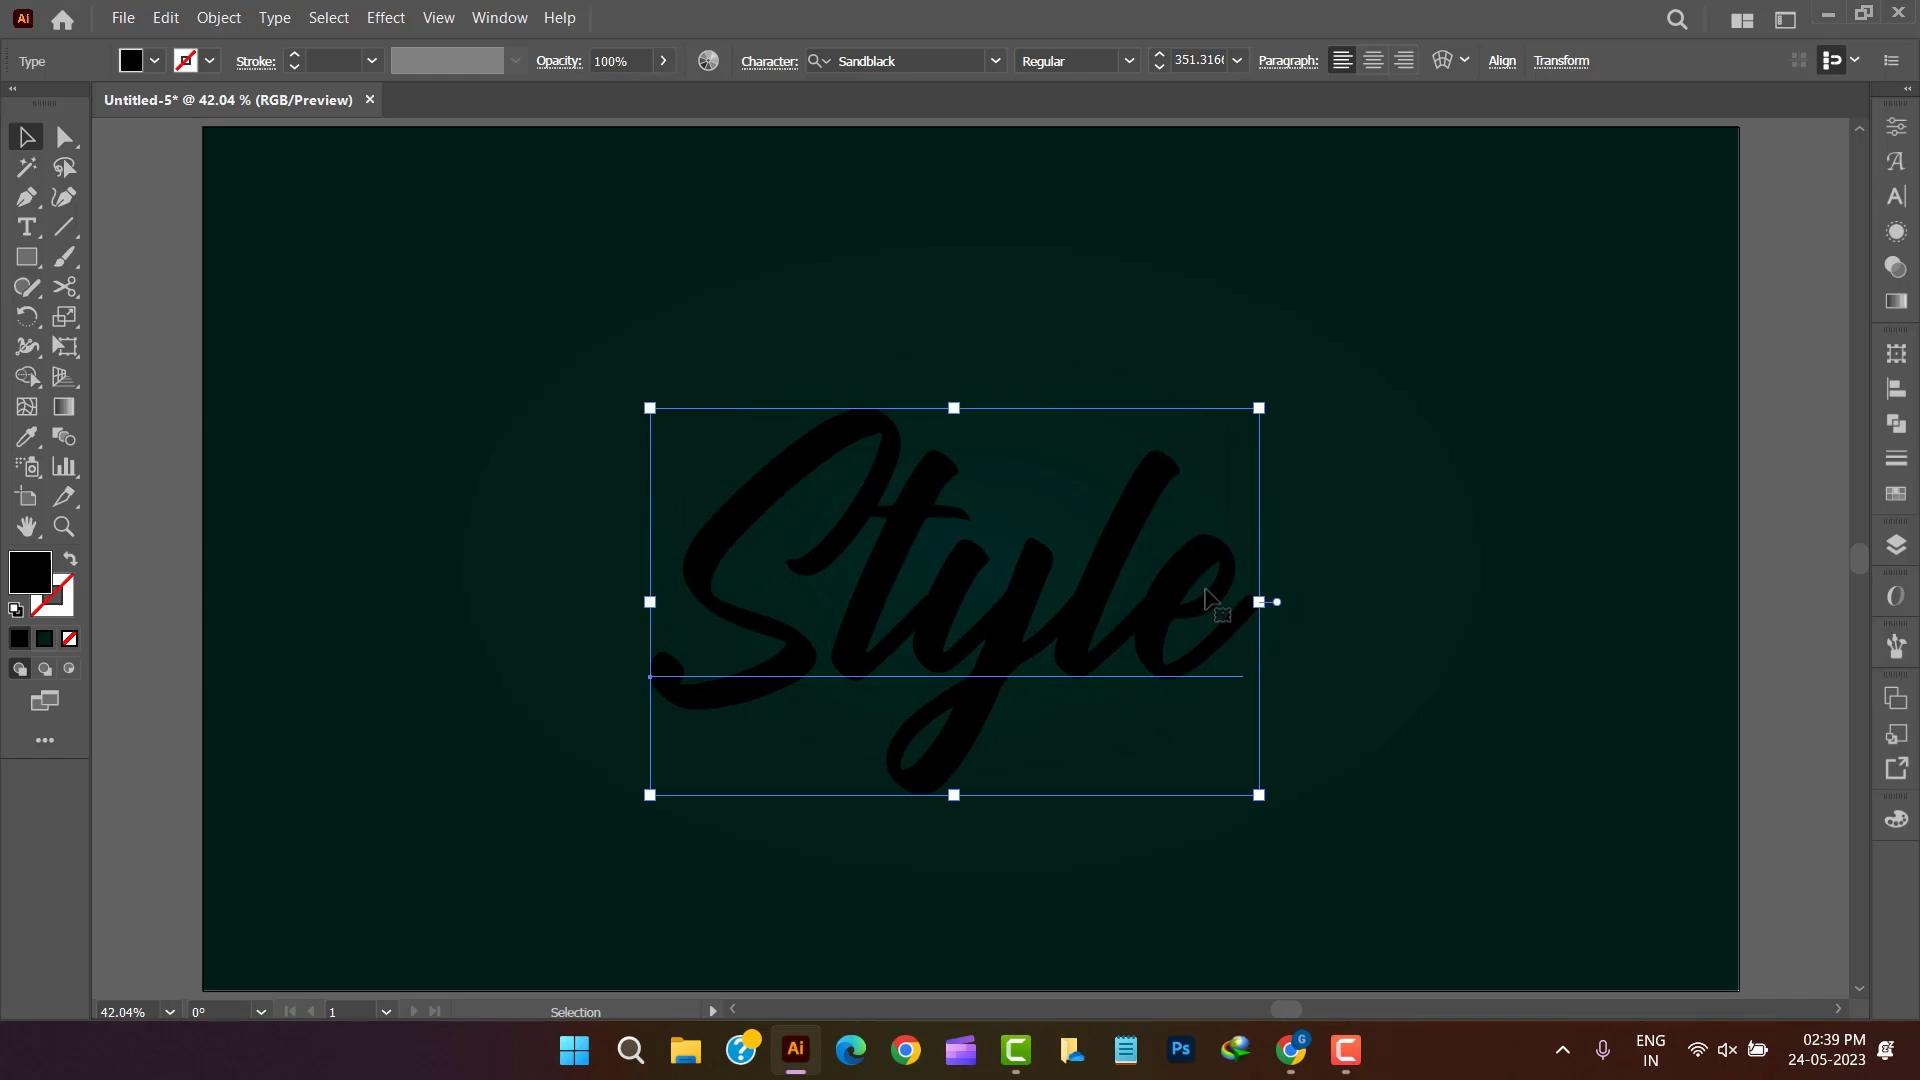 Ai File Edit Object Type Select Effect View Window Help
Type Stroke: Opacity: 100% Character: Sandblack Regular 351.316 Paragraph: Align Transform
Untitled-5* @ 42.04 % (RGB/Preview) ×
Style
42.04% 0° 1 Selection
Ai Ps G ENG IN 02:39 PM 24-05-2023